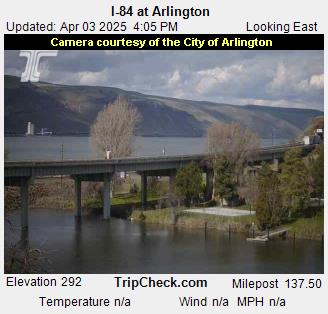 I-84 at Arlington
Updated: Apr 03 2025 4:05 PM Looking East
Camera courtesy of the City of Arlington
Elevation 292 TripCheck.com Milepost 137.50
Temperature n/a Wind n/a MPH n/a